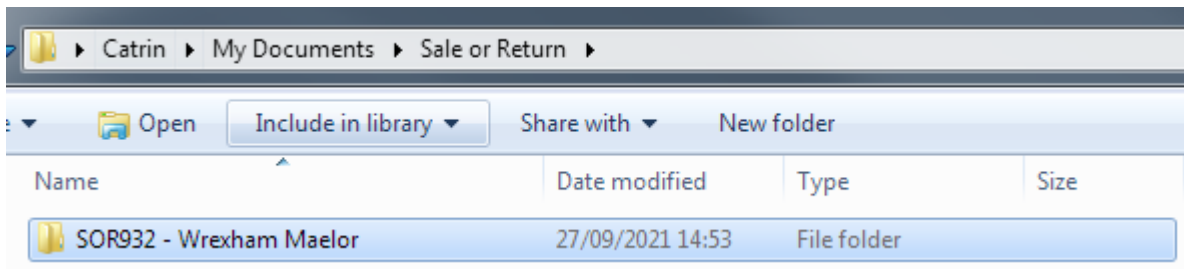 Catrin My Documents Sale or Return
Open Include in library Share with New folder
Name Date modified Type Size
SOR932 - Wrexham Maelor 27/09/2021 14:53 File folder